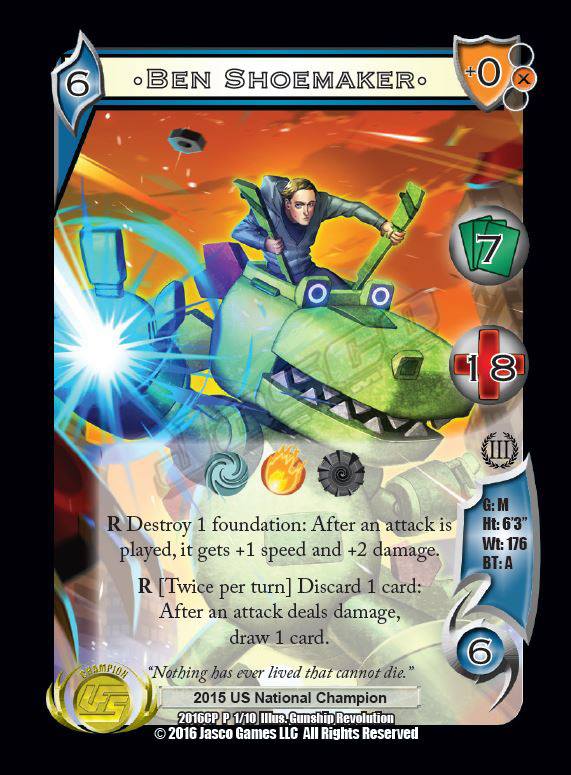 6
·BEN SHOEMAKER·
+0
X
7
18
III
G: M
Ht: 6'3"
Wt: 176
BT: A
R Destroy 1 foundation: After an attack is
played, it gets +1 speed and +2 damage.
R [Twice per turn] Discard 1 card:
After an attack deals damage,
draw 1 card.
6
"Nothing has ever lived that cannot die."
CHAMPION
UFS
2015 US National Champion
2016CP P 1/10 Illus. Gunship Revolution
© 2016 Jasco Games LLC All Rights Reserved